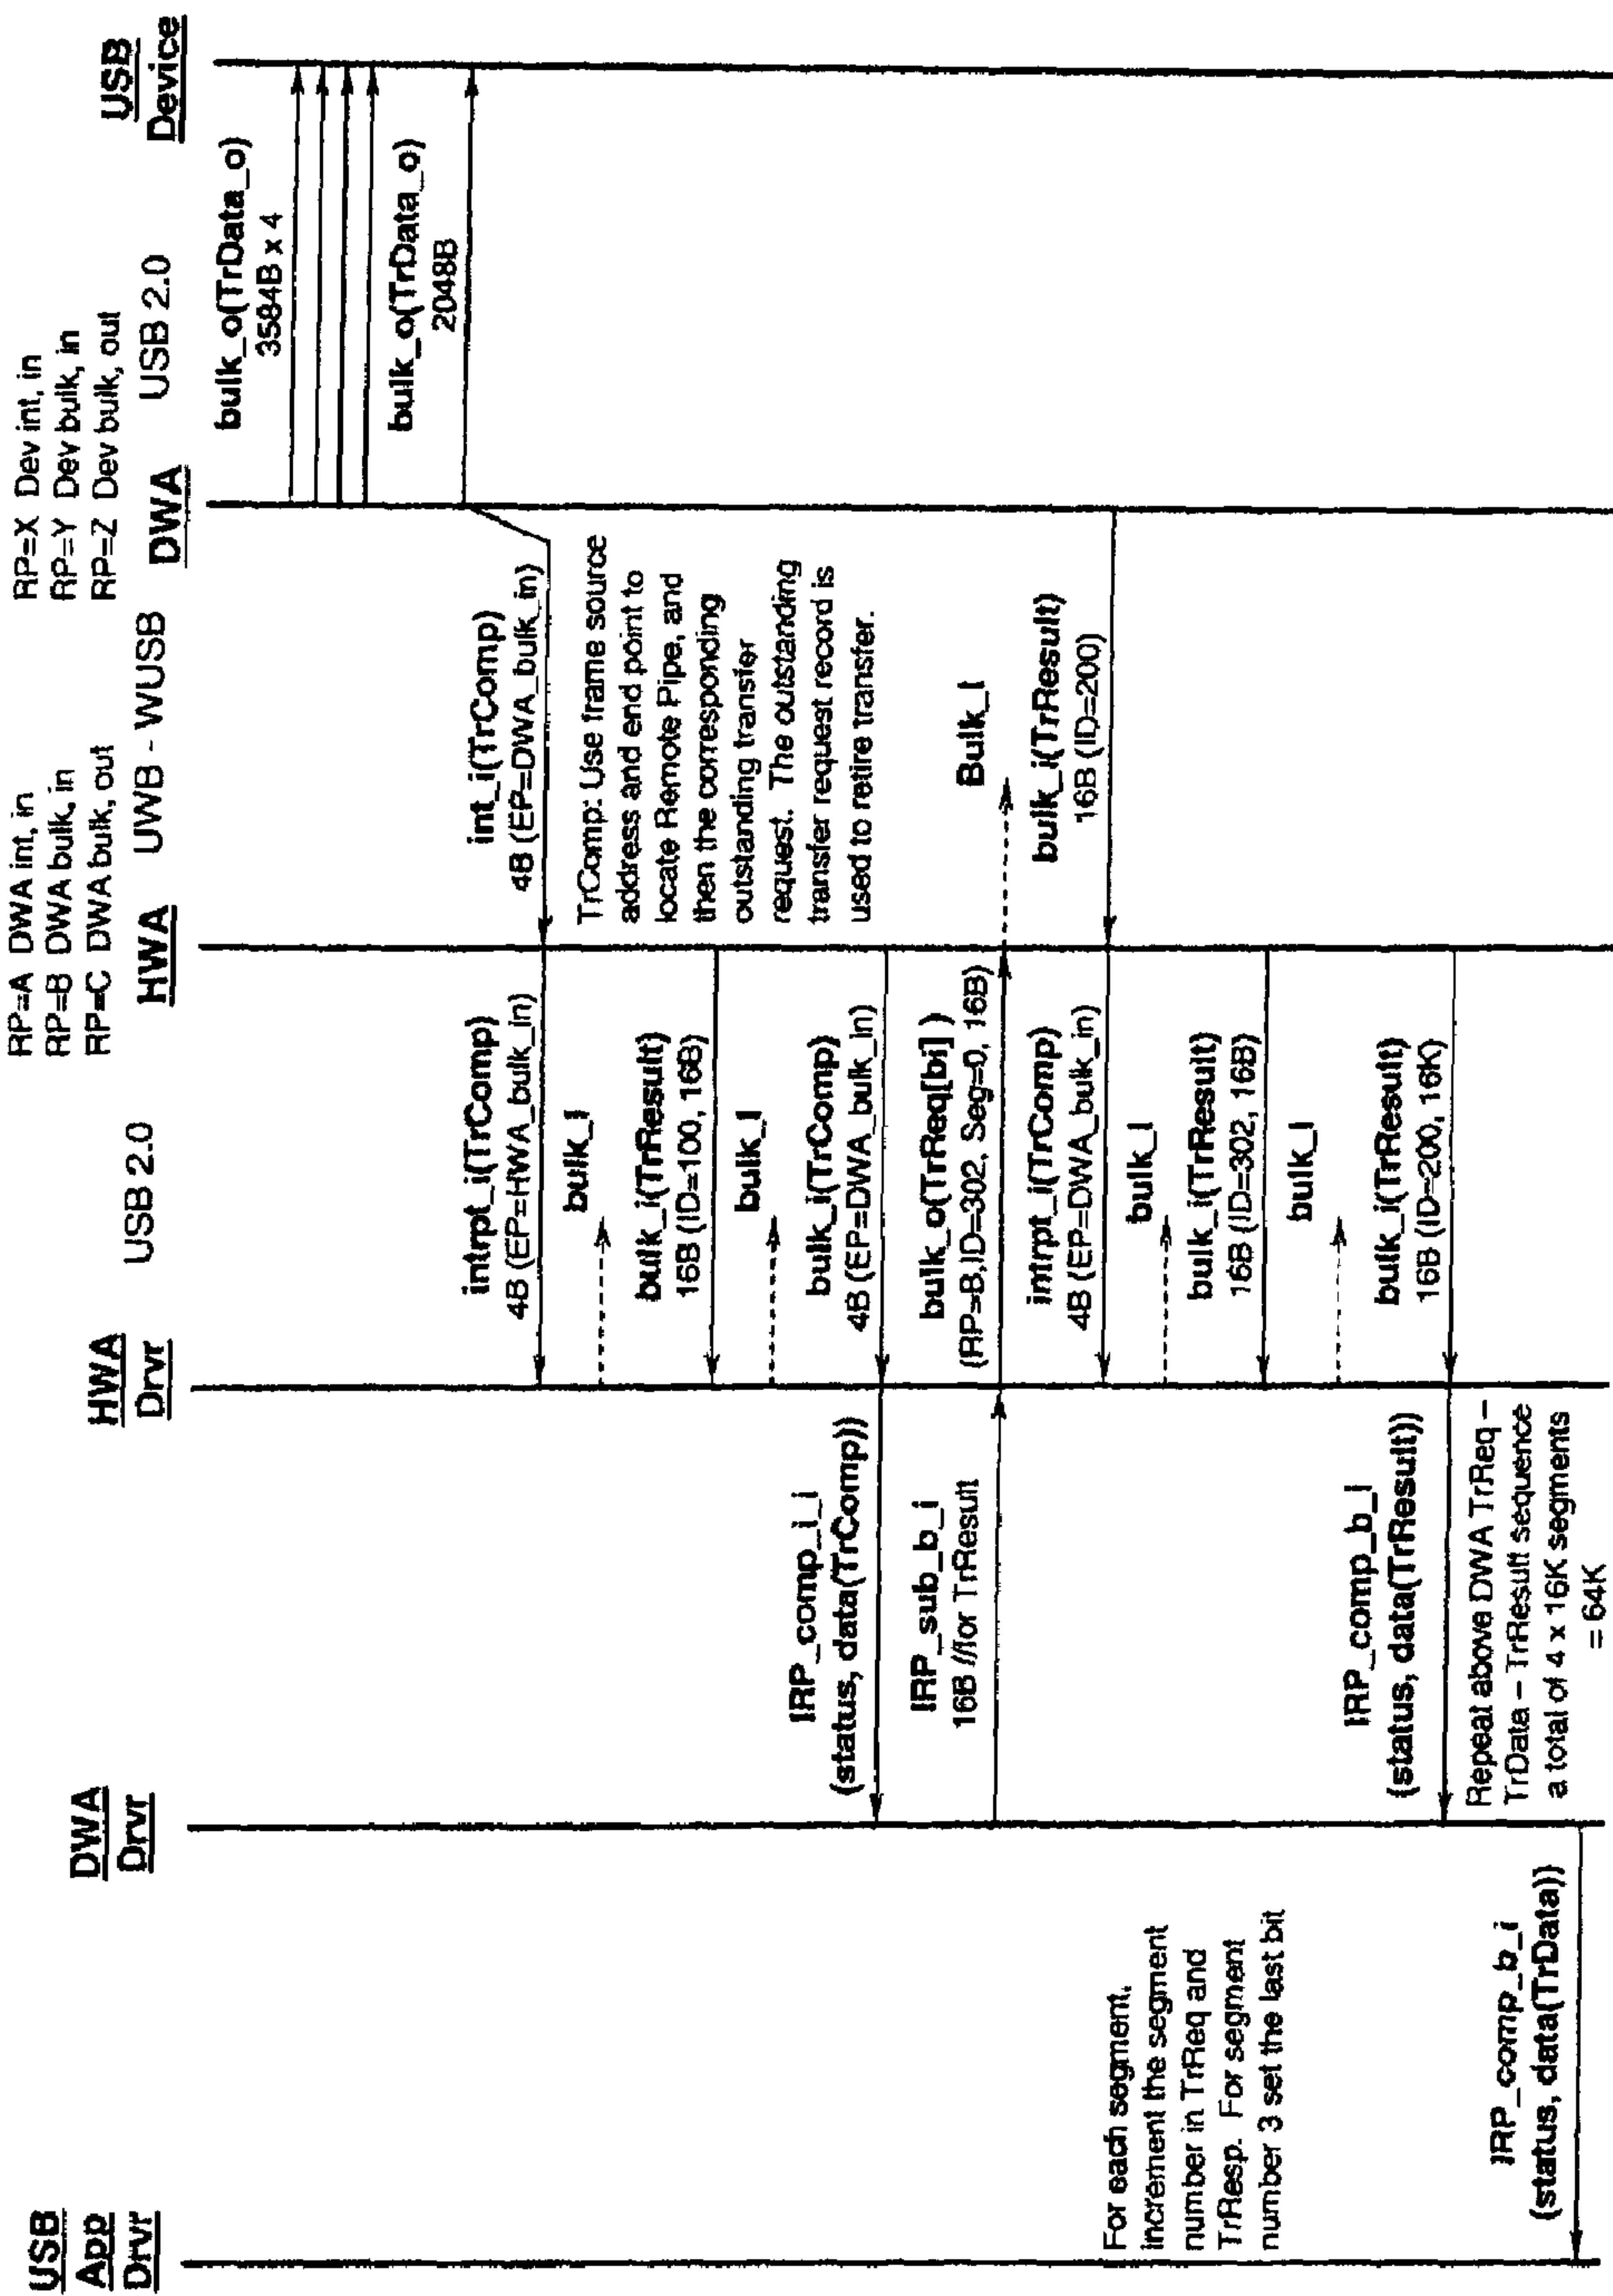 USB
App
Drvr
DWA
Drvr
HWA
Drvr
USB 2.0
RP=A DWA int, in
RP=B DWA bulk, in
RP=C DWA bulk, out
HWA
UWB - WUSB
RP=X Dev int, in
RP=Y Dev bulk, in
RP=Z Dev bulk, out
DWA
USB 2.0
USB
Device
bulk_o(TrData_o)
3584B x 4
bulk_o(TrData_o)
2048B
int_i(TrComp)
4B (EP=DWA_bulk_in)
TrComp: Use frame source
address and end point to
locate Remote Pipe, and
then the corresponding
outstanding transfer
request. The outstanding
transfer request record is
used to retire transfer.
intrpt_i(TrComp)
4B (EP=HWA_bulk_in)
bulk_I
bulk_i(TrResult)
16B (ID=100, 16B)
bulk_I
bulk_i(TrComp)
4B (EP=DWA_bulk_in)
IRP_comp_i_i
(status, data(TrComp))
IRP_sub_b_i
16B //for TrResult
bulk_o(TrReq[bi] )
(RP=B,ID=302, Seg=0, 16B)
Bulk_I
bulk_i(TrResult)
16B (ID=200)
intrpt_i(TrComp)
4B (EP=DWA_bulk_in)
bulk_I
bulk_i(TrResult)
16B (ID=302, 16B)
bulk_I
bulk_i(TrResult)
16B (ID=200, 16K)
IRP_comp_b_I
(status, data(TrResult))
Repeat above DWA TrReq –
TrData – TrResult sequence
a total of 4 x 16K segments
= 64K
For each segment,
increment the segment
number in TrReq and
TrResp. For segment
number 3 set the last bit
IRP_comp_b_i
(status, data(TrData))